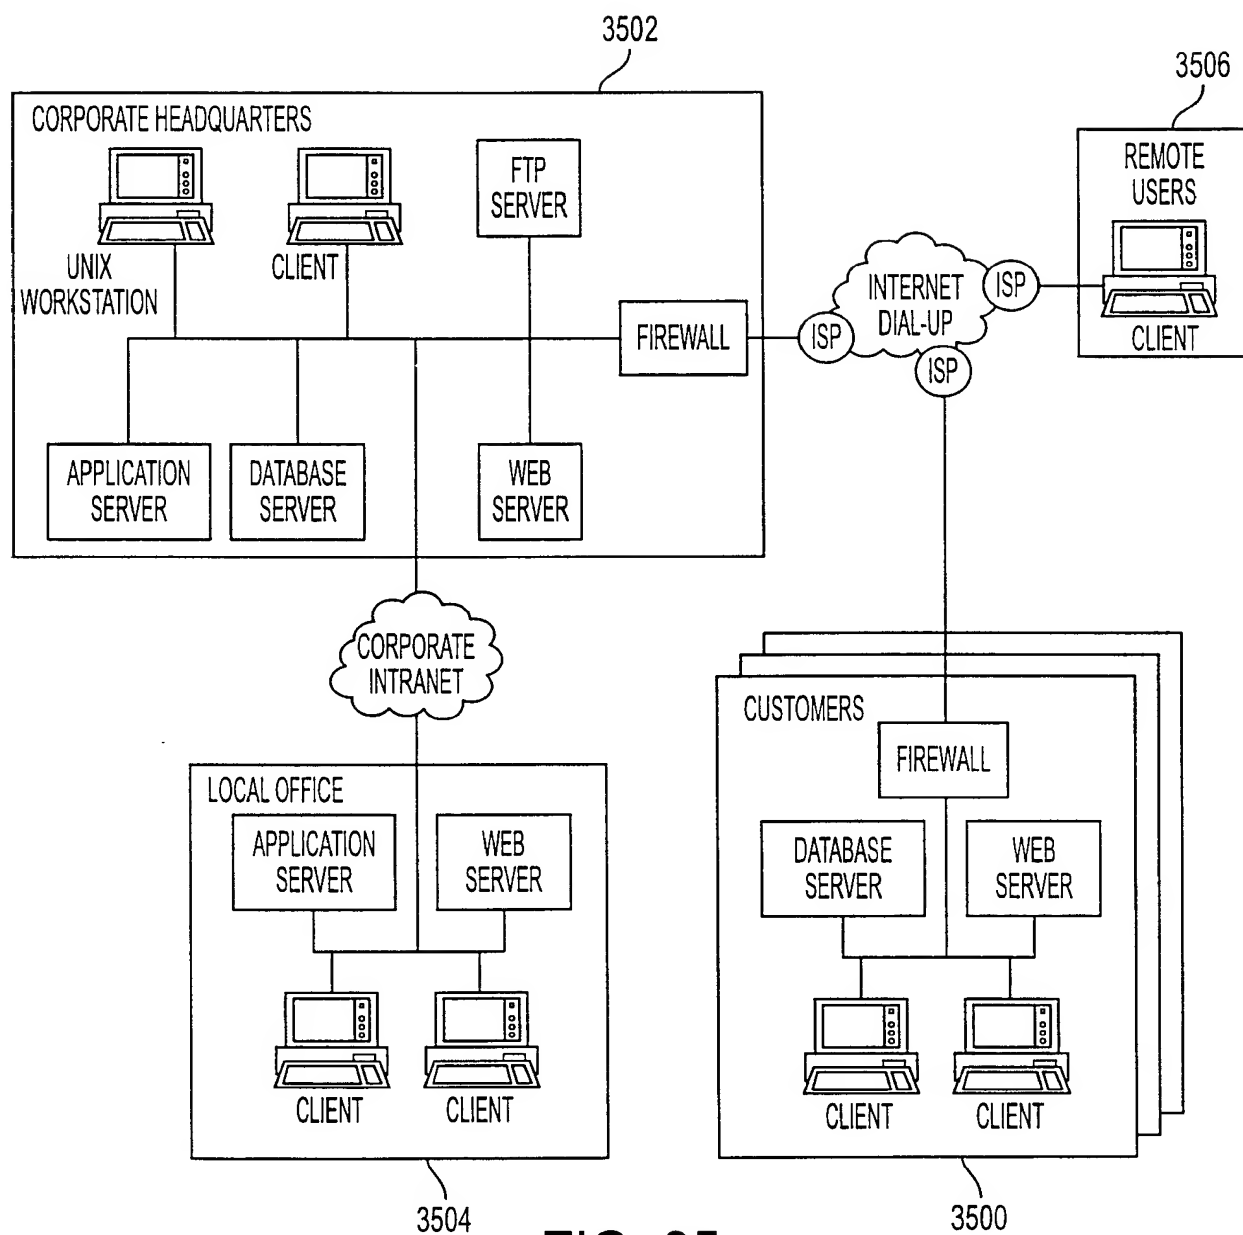 3502
3506
CORPORATE HEADQUARTERS
UNIX
WORKSTATION
CLIENT
FTP
SERVER
FIREWALL
APPLICATION
SERVER
DATABASE
SERVER
WEB
SERVER
ISP
INTERNET
DIAL-UP
ISP
ISP
REMOTE
USERS
CLIENT
CORPORATE
INTRANET
LOCAL OFFICE
APPLICATION
SERVER
WEB
SERVER
CLIENT
CLIENT
3504
CUSTOMERS
FIREWALL
DATABASE
SERVER
WEB
SERVER
CLIENT
CLIENT
3500